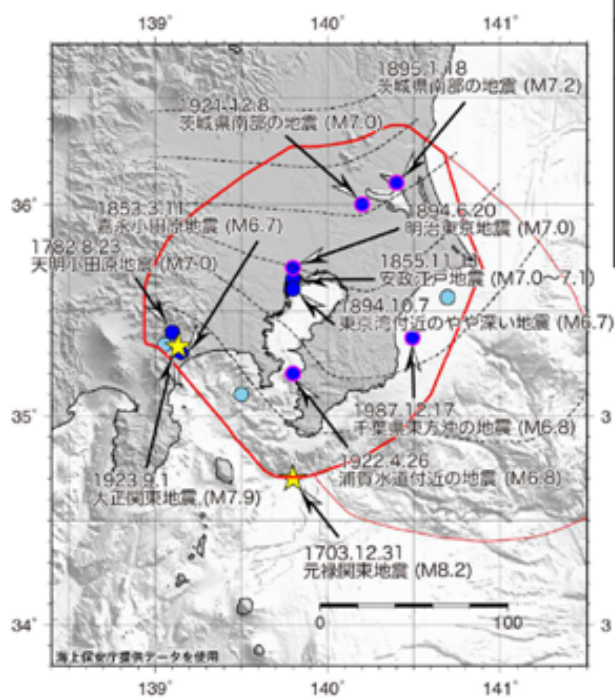 139° 140° 141°
1895.1.18
茨城県南部の地震 (M7.2)
1921.12.8
茨城県南部の地震 (M7.0)
36°
1853.3.11
嘉永小田原地震 (M6.7)
1894.6.20
明治東京地震 (M7.0)
1782.8.23
天明小田原地震 (M7.0)
1855.11.11
安政江戸地震 (M7.0～7.1)
1894.10.7
東京湾付近のやや深い地震 (M6.7)
35°
1987.12.17
千葉県東方沖の地震 (M6.8)
1922.4.26
浦賀水道付近の地震 (M6.8)
1923.9.1
大正関東地震 (M7.9)
1703.12.31
元禄関東地震 (M8.2)
0 100
34°
海上保安庁提供データを使用
139° 140° 141°